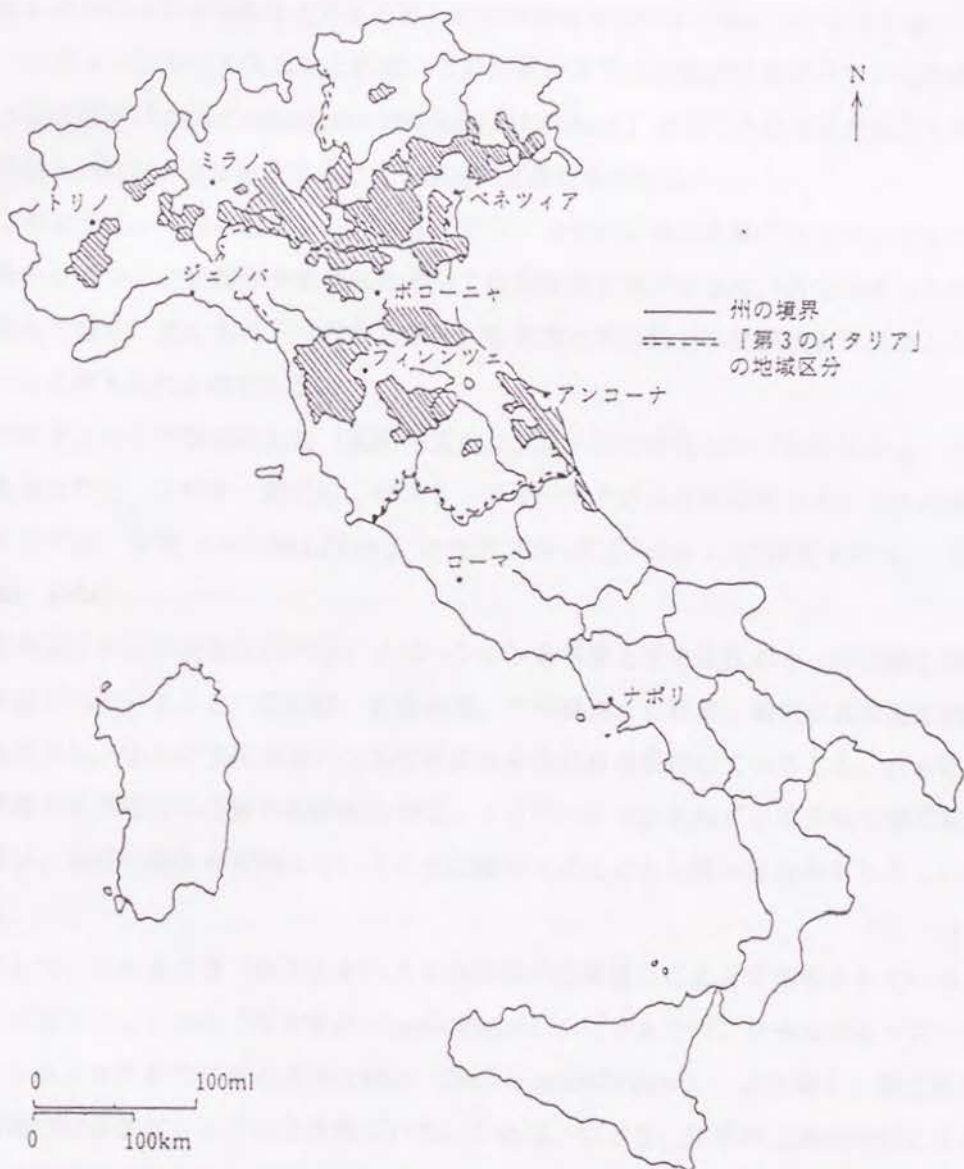 N
ミラノ
トリノ
ベネツィア
ジェノバ
ボローニャ
フィレンツェ
アンコーナ
州の境界
「第3のイタリア」
の地域区分
ローマ
ナポリ
0 100ml
0 100km